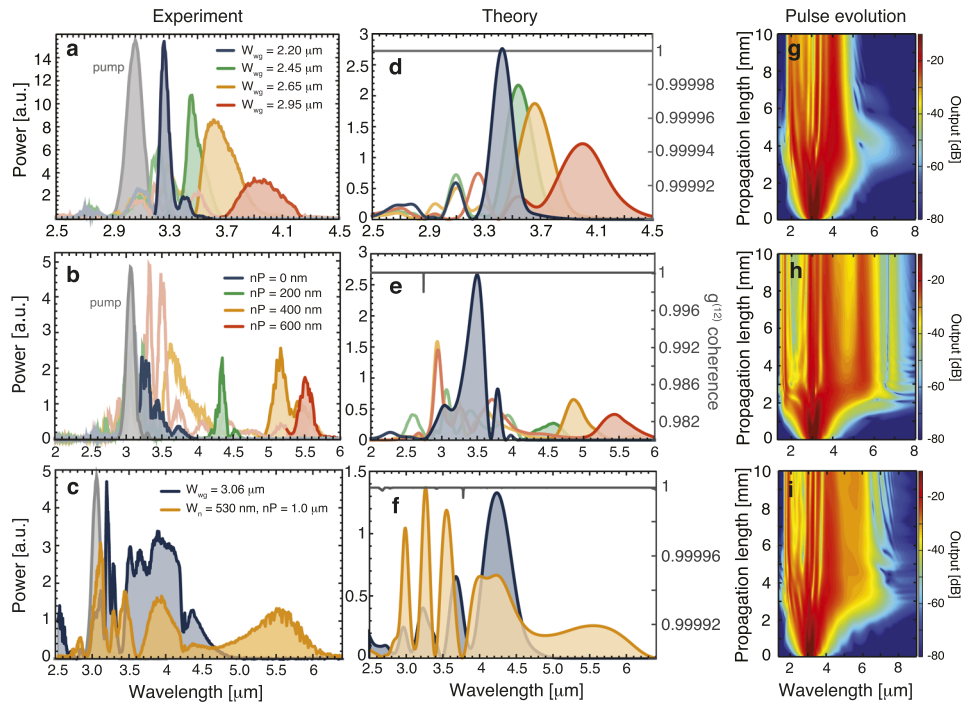 Experiment
Theory
Pulse evolution
a
pump
W_wg = 2.20 μm
W_wg = 2.45 μm
W_wg = 2.65 μm
W_wg = 2.95 μm
Power [a.u.]
14
12
10
8
6
4
2
2.5 2.9 3.3 3.7 4.1 4.5
d
3
2.5
2
1.5
1
0.5
0
1
0.99998
0.99996
0.99994
0.99992
2.5 2.9 3.3 3.7 4.1 4.5
g
Propagation length [mm]
10
8
6
4
2
0
2 4 6 8
-20
-40
-60
-80
Output [dB]
b
pump
nP = 0 nm
nP = 200 nm
nP = 400 nm
nP = 600 nm
Power [a.u.]
5
4
3
2
1
0
2 2.5 3 3.5 4 4.5 5 5.5 6
e
3
2.5
2
1.5
1
0.5
0
1
0.996
0.992
0.986
0.982
g(12) coherence
2 2.5 3 3.5 4 4.5 5 5.5 6
h
Propagation length [mm]
10
8
6
4
2
0
2 4 6 8
-20
-40
-60
-80
Output [dB]
c
W_wg = 3.06 μm
W_n = 530 nm, nP = 1.0 μm
Power [a.u.]
5
4
3
2
1
0
2.5 3.0 3.5 4.0 4.5 5.0 5.5 6
Wavelength [μm]
f
1.5
1
0.5
0
1
0.99996
0.99992
2.5 3.0 3.5 4.0 4.5 5.0 5.5 6
Wavelength [μm]
i
Propagation length [mm]
10
8
6
4
2
0
2 4 6 8
Wavelength [μm]
-20
-40
-60
-80
Output [dB]